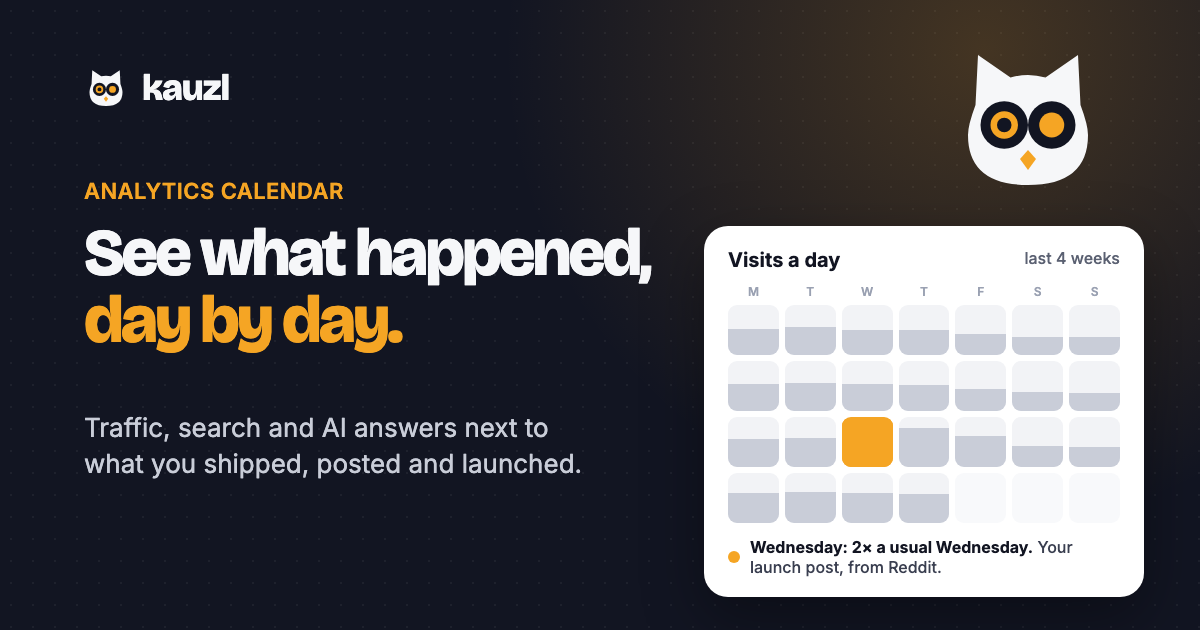 kauzl
ANALYTICS CALENDAR
See what happened,
day by day.
Traffic, search and AI answers next to
what you shipped, posted and launched.
Visits a day
last 4 weeks
M T W T F S S
Wednesday: 2× a usual Wednesday. Your
launch post, from Reddit.